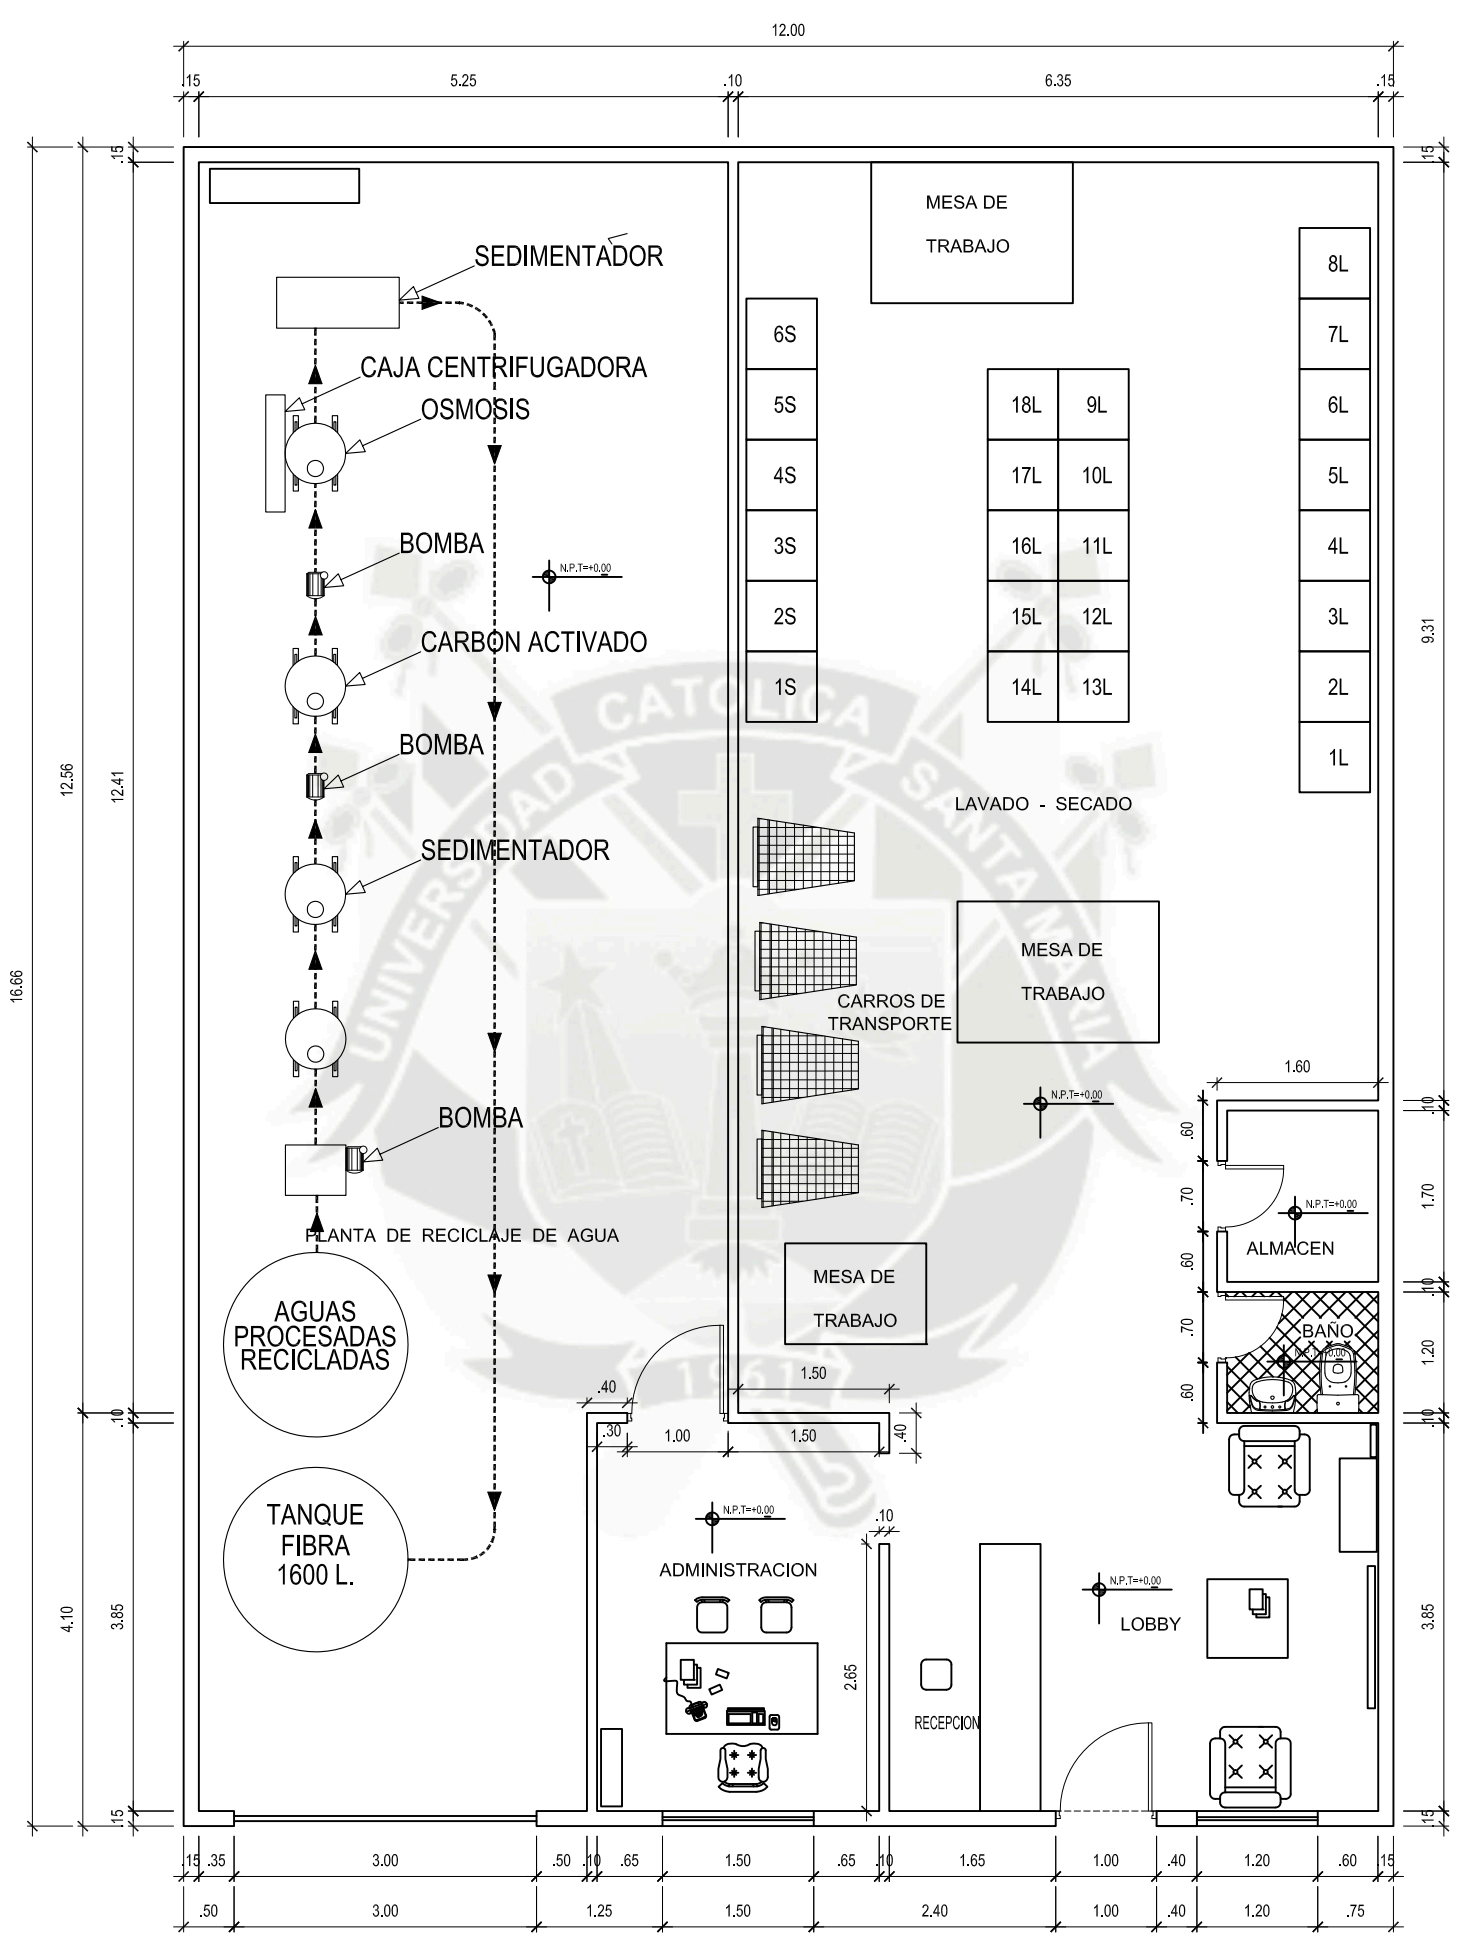 12.00
.15
5.25
.10
6.35
.15
.15
12.56
12.41
16.66
.10
4.10
3.85
.15
.15
9.31
.10
1.70
.10
1.20
.10
3.85
.15
MESA DE
TRABAJO
SEDIMENTADOR
CAJA CENTRIFUGADORA
OSMOSIS
BOMBA
N.P.T=+0.00
CARBON ACTIVADO
BOMBA
SEDIMENTADOR
BOMBA
PLANTA DE RECICLAJE DE AGUA
AGUAS
PROCESADAS
RECICLADAS
TANQUE
FIBRA
1600 L.
6S
5S
4S
3S
2S
1S
18L 9L
17L 10L
16L 11L
15L 12L
14L 13L
8L
7L
6L
5L
4L
3L
2L
1L
LAVADO - SECADO
MESA DE
TRABAJO
CARROS DE
TRANSPORTE
N.P.T=+0.00
1.60
.60
.70
.60
.70
.60
N.P.T=+0.00
ALMACEN
BAÑO
N.P.T=+0.00
MESA DE
TRABAJO
1.50
.40
.30
1.00
1.50
.40
.10
2.65
N.P.T=+0.00
ADMINISTRACION
RECEPCION
N.P.T=+0.00
LOBBY
UNIVERSIDAD CATOLICA SANTA MARIA
1961
.15 .35 3.00 .50 .10 .65 1.50 .65 .10 1.65 1.00 .40 1.20 .60 .15
.50 3.00 1.25 1.50 2.40 1.00 .40 1.20 .75